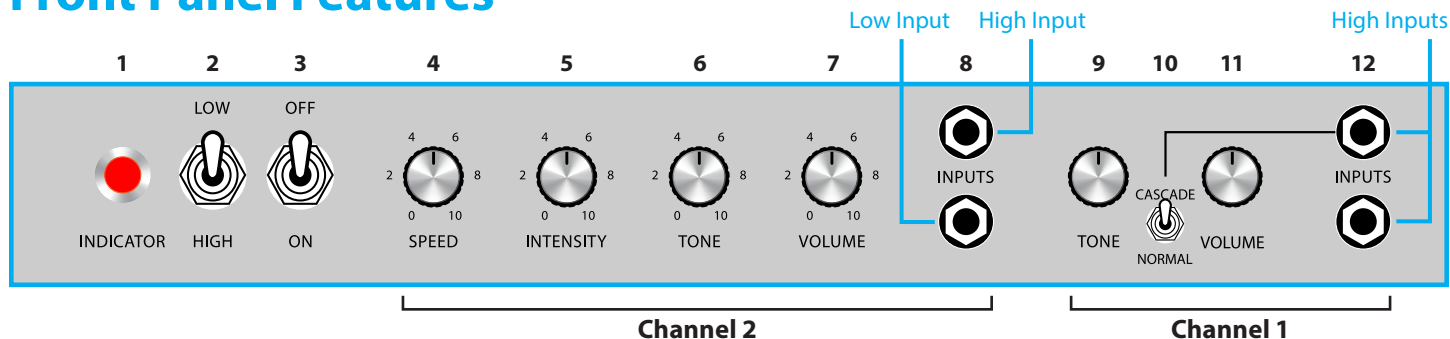 Front Panel Features
Low Input High Input High Inputs
1 2 3 4 5 6 7 8 9 10 11 12
LOW OFF
4 6 4 6 4 6 4 6
2 8 2 8 2 8 2 8
INPUTS INPUTS
CASCADE
0 10 0 10 0 10 0 10
INDICATOR HIGH ON SPEED INTENSITY TONE VOLUME TONE VOLUME
NORMAL
Channel 2 Channel 1